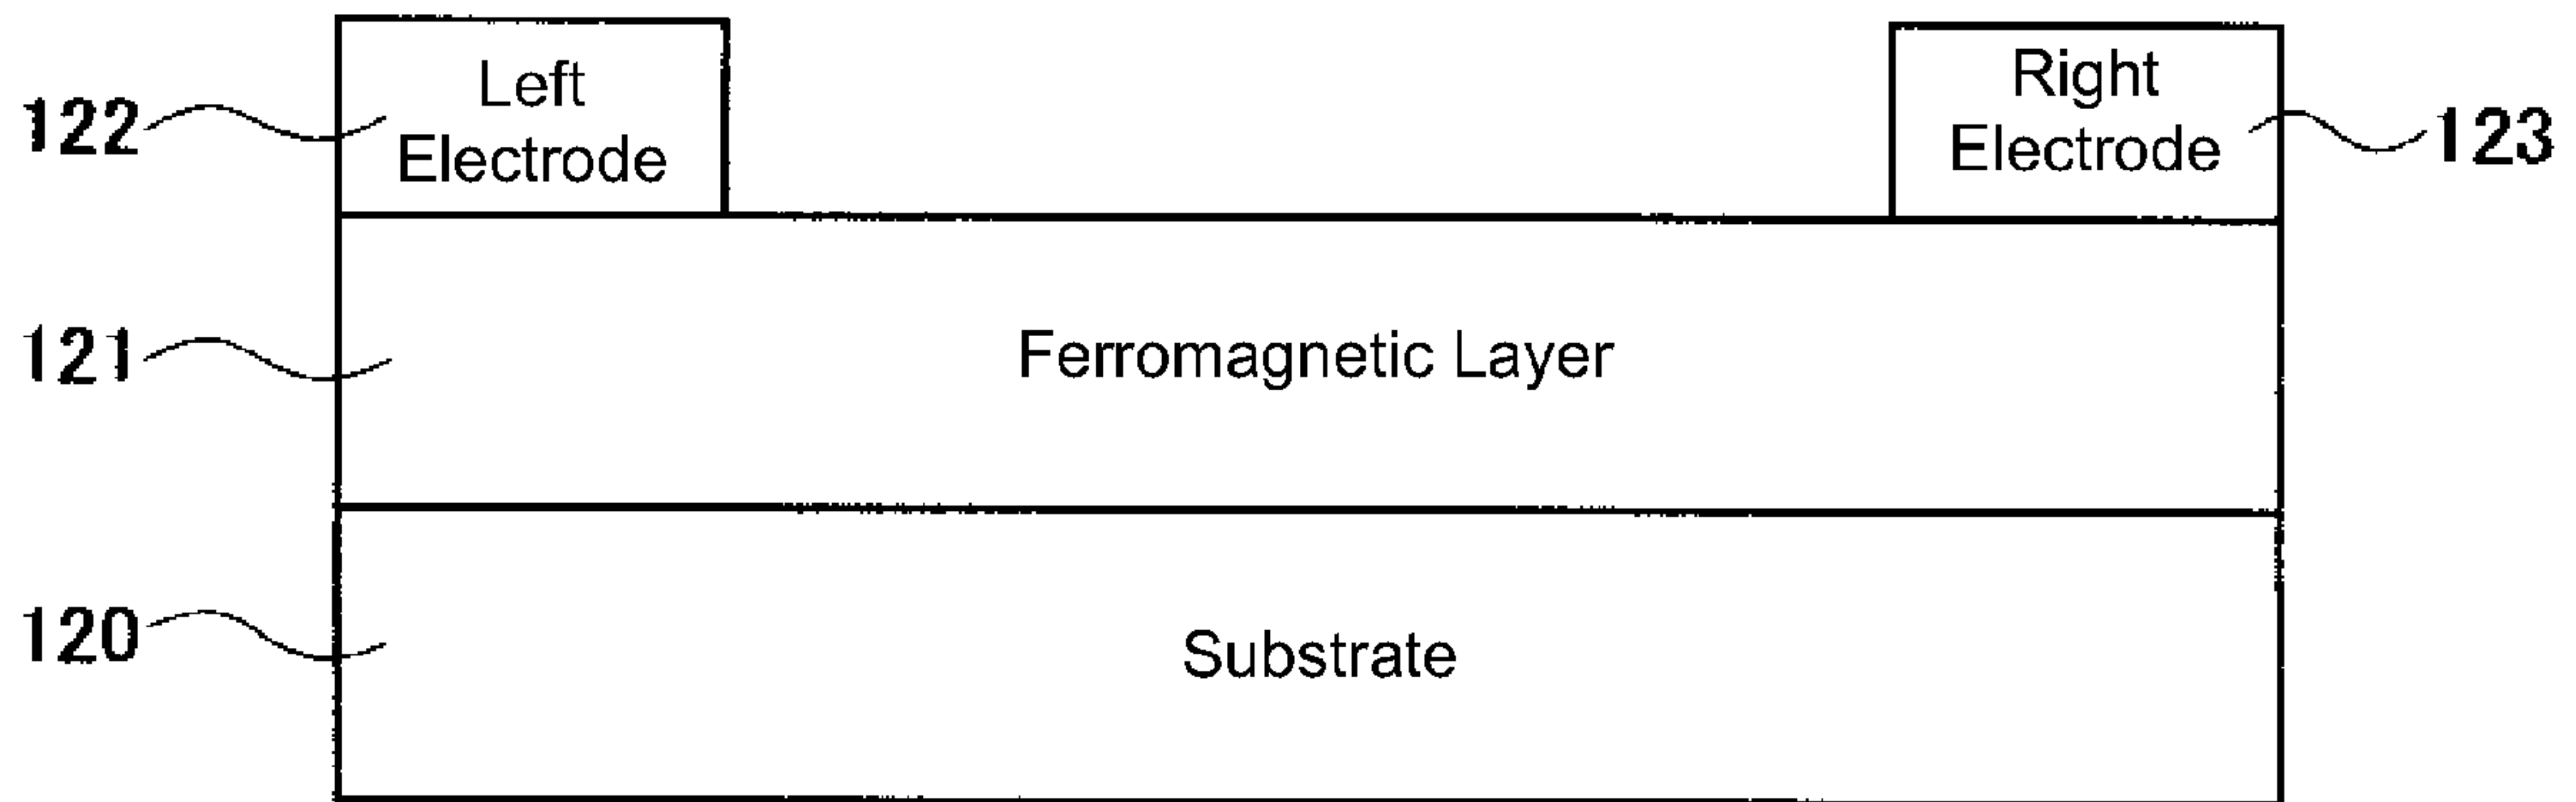 122
Left
Electrode
Right
Electrode
123
121
Ferromagnetic Layer
120
Substrate